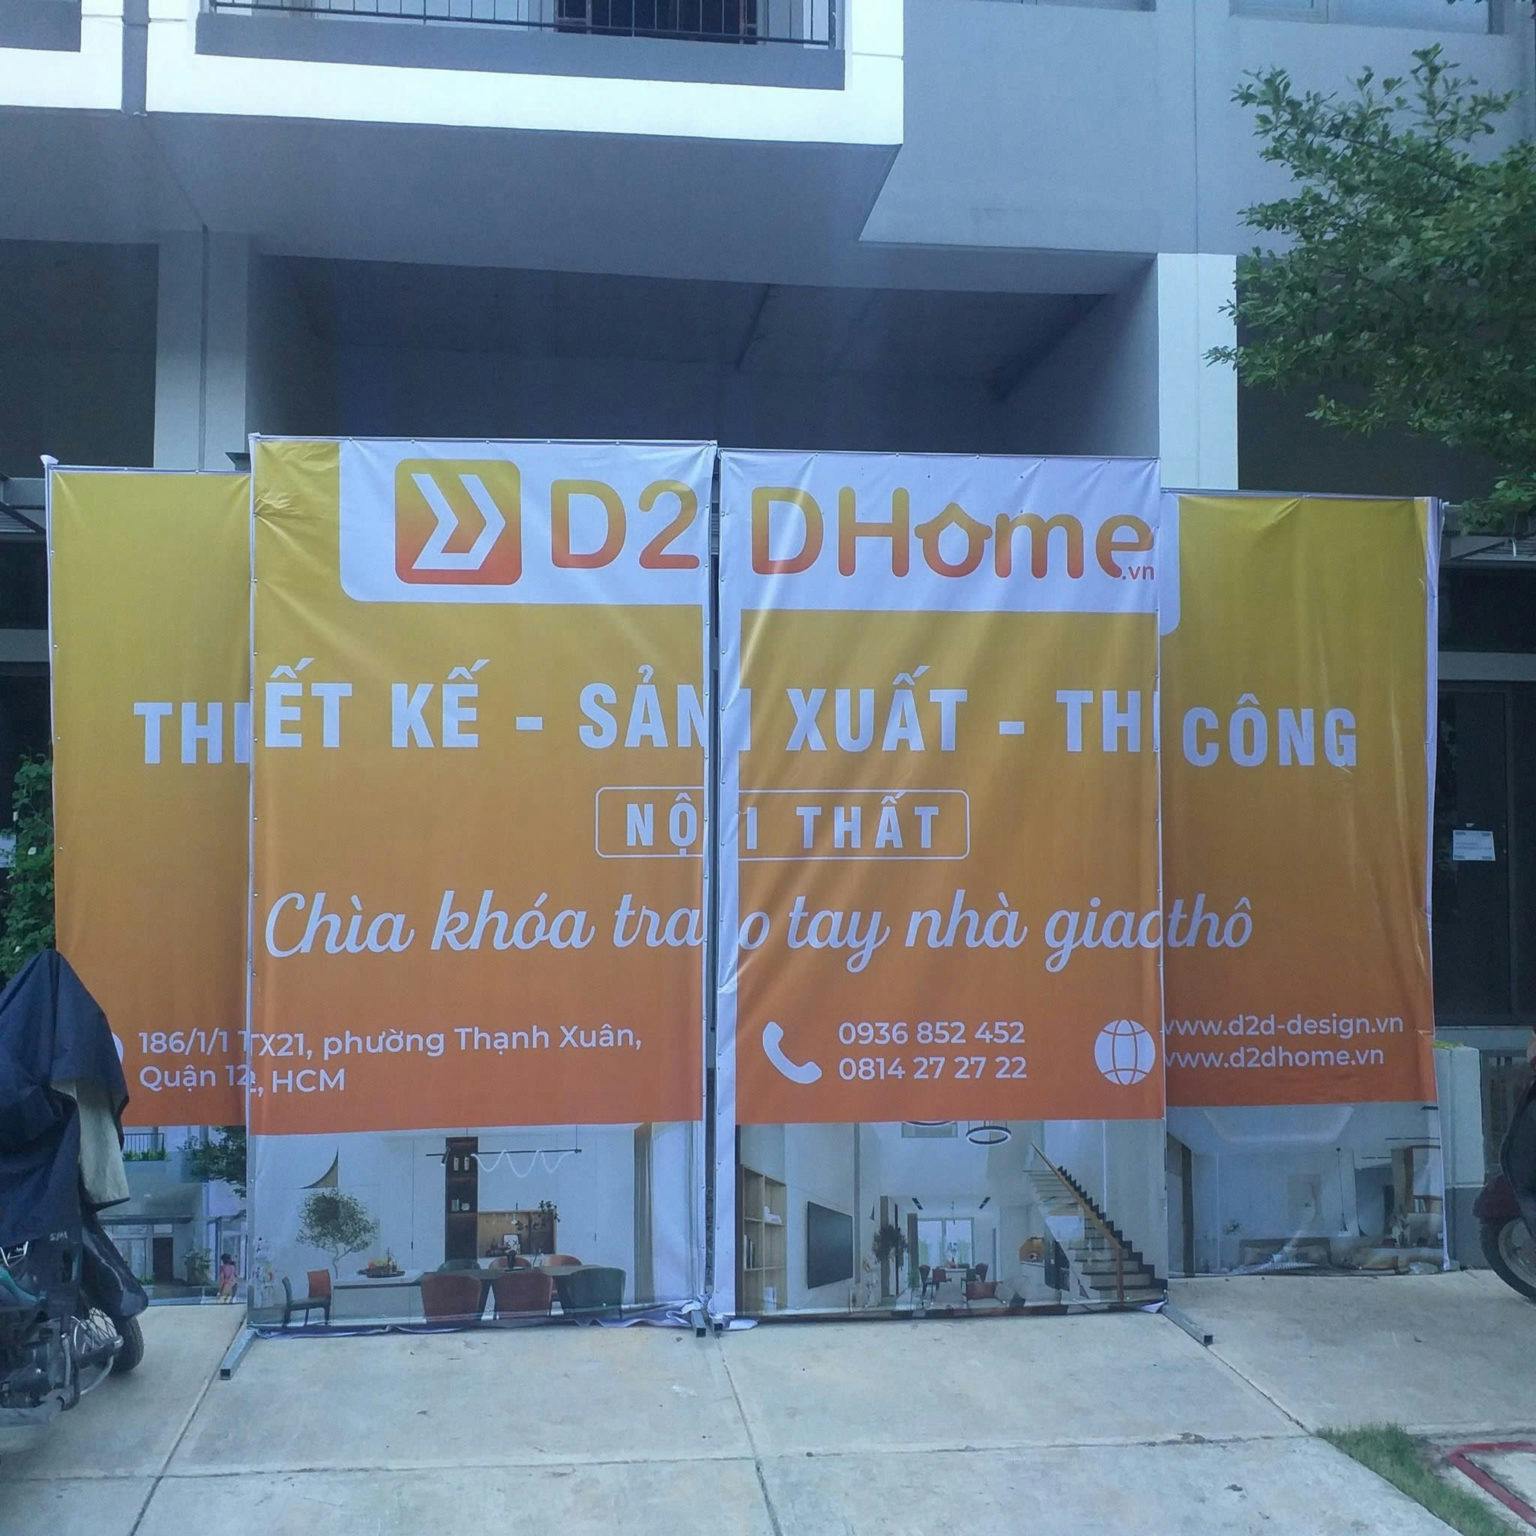 D2DHome.vn
THIẾT KẾ - SẢN XUẤT - THI CÔNG
NỘI THẤT
Chìa khóa trao tay nhà giao thô
186/1/1 TX21, phường Thạnh Xuân,
Quận 12, HCM
0936 852 452
0814 27 27 22
www.d2d-design.vn
www.d2dhome.vn